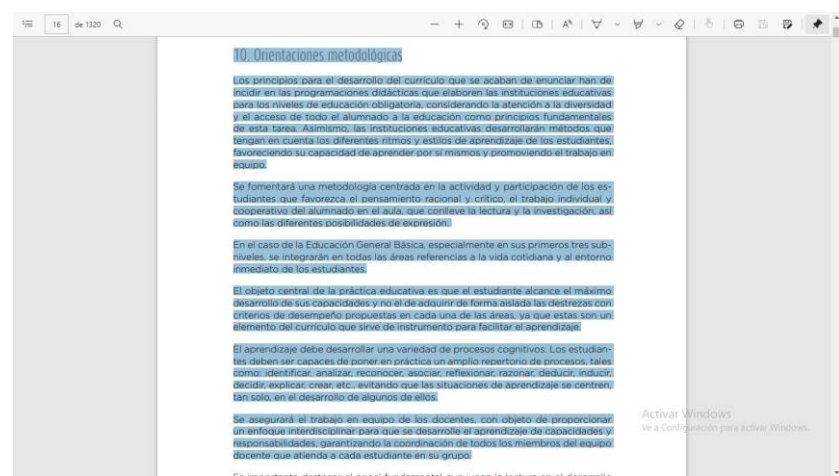 16 de 1320
10. Orientaciones metodológicas
Los principios para el desarrollo del currículo que se acaban de enunciar han de
incidir en las programaciones didácticas que elaboren las instituciones educativas
para los niveles de educación obligatoria, considerando la atención a la diversidad
y el acceso de todo el alumnado a la educación como principios fundamentales
de esta tarea. Asimismo, las instituciones educativas desarrollarán métodos que
tengan en cuenta los diferentes ritmos y estilos de aprendizaje de los estudiantes,
favoreciendo su capacidad de aprender por sí mismos y promoviendo el trabajo en
equipo.
Se fomentará una metodología centrada en la actividad y participación de los es-
tudiantes que favorezca el pensamiento racional y crítico, el trabajo individual y
cooperativo del alumnado en el aula, que conlleve la lectura y la investigación, así
como las diferentes posibilidades de expresión.
En el caso de la Educación General Básica, especialmente en sus primeros tres sub-
niveles, se integrarán en todas las áreas referencias a la vida cotidiana y al entorno
inmediato de los estudiantes.
El objeto central de la práctica educativa es que el estudiante alcance el máximo
desarrollo de sus capacidades y no el de adquirir de forma aislada las destrezas con
criterios de desempeño propuestas en cada una de las áreas, ya que estas son un
elemento del currículo que sirve de instrumento para facilitar el aprendizaje.
El aprendizaje debe desarrollar una variedad de procesos cognitivos. Los estudian-
tes deben ser capaces de poner en práctica un amplio repertorio de procesos, tales
como: identificar, analizar, reconocer, asociar, reflexionar, razonar, deducir, inducir,
decidir, explicar, crear, etc., evitando que las situaciones de aprendizaje se centren,
tan solo, en el desarrollo de algunos de ellos.
Se asegurará el trabajo en equipo de los docentes, con objeto de proporcionar
un enfoque interdisciplinar para que se desarrolle el aprendizaje de capacidades y
responsabilidades, garantizando la coordinación de todos los miembros del equipo
docente que atienda a cada estudiante en su grupo.
Es importante destacar el papel fundamental que juega la lectura en el desarrollo
Activar Windows
Ve a Configuración para activar Windows.